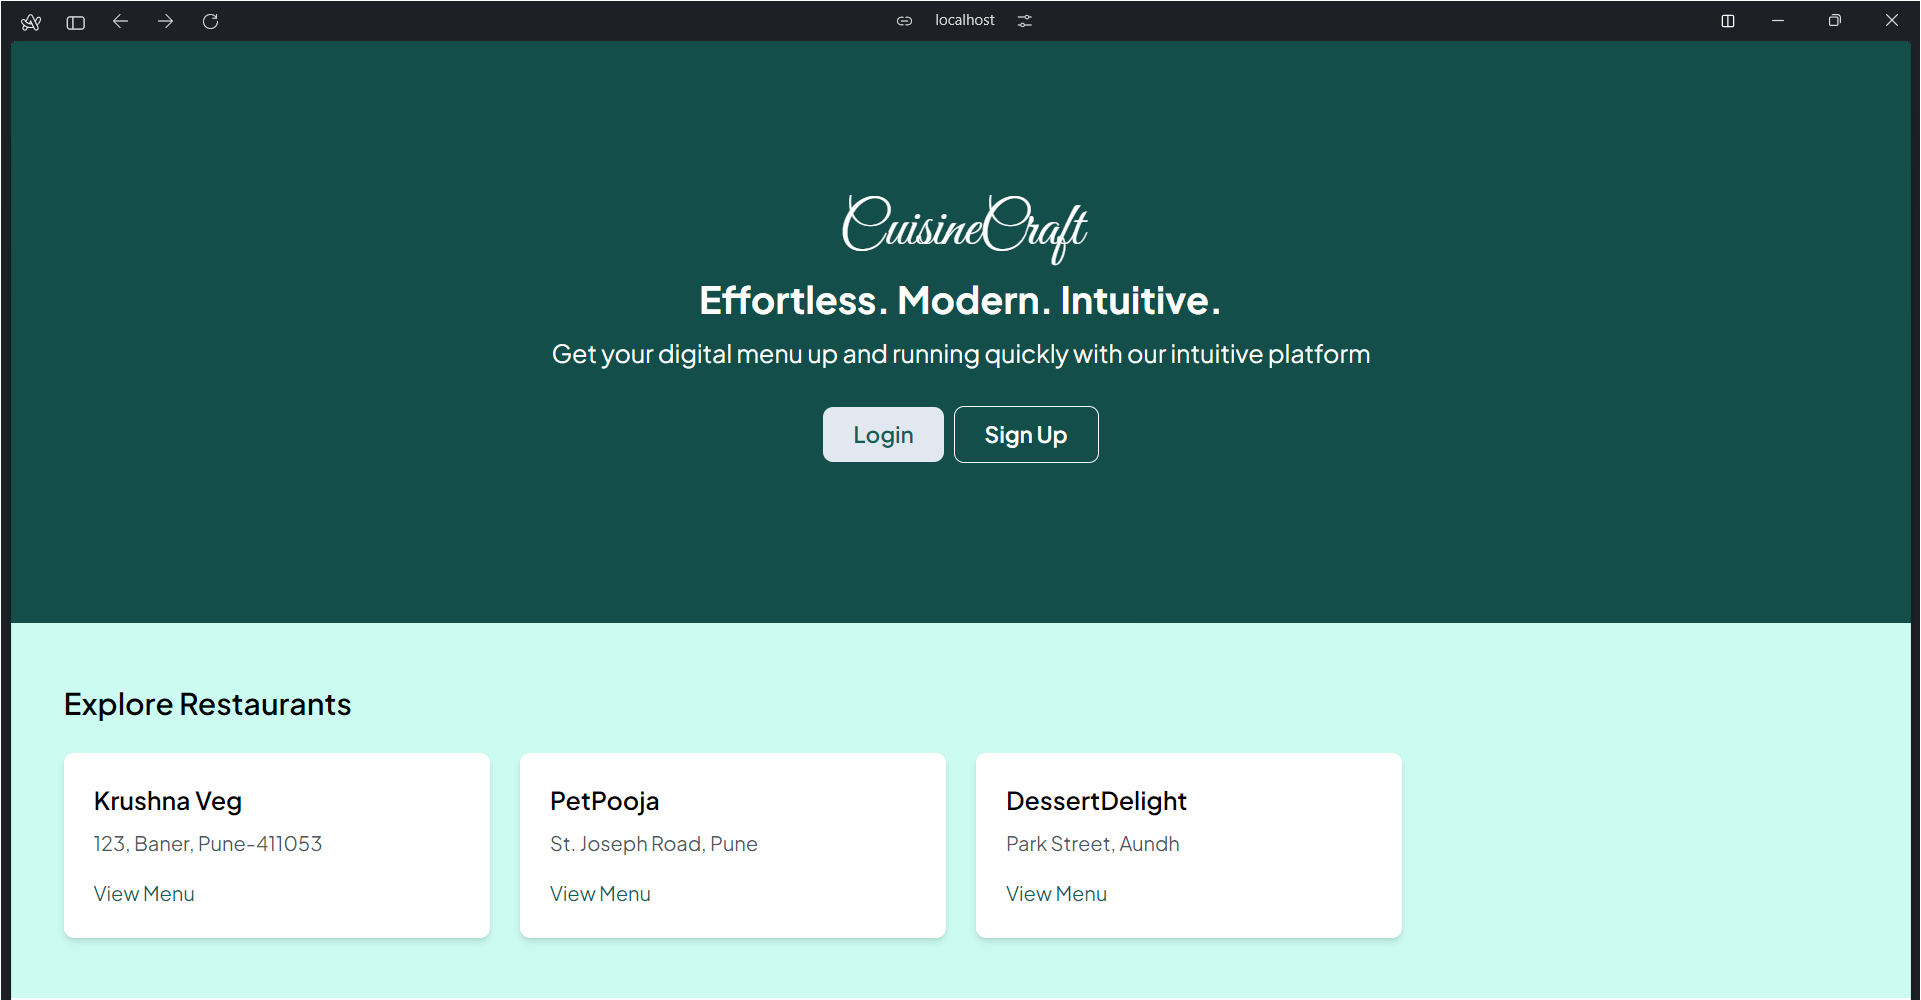 localhost
CuisineCraft
Effortless. Modern. Intuitive.
Get your digital menu up and running quickly with our intuitive platform
Login Sign Up
Explore Restaurants
Krushna Veg
123, Baner, Pune-411053
View Menu
PetPooja
St. Joseph Road, Pune
View Menu
DessertDelight
Park Street, Aundh
View Menu